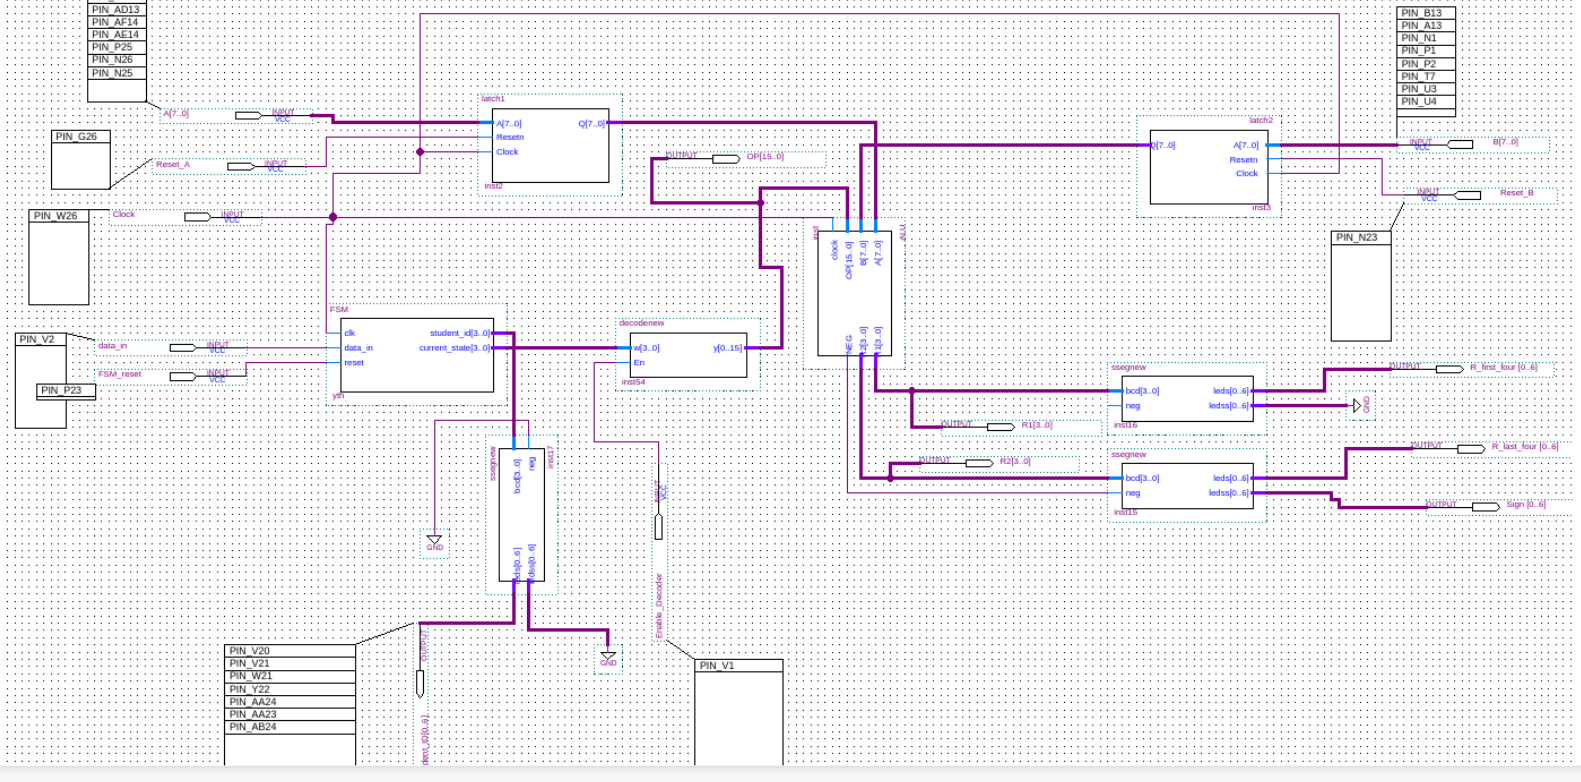 PIN_AD13
PIN_AF14
PIN_AE14
PIN_P25
PIN_N26
PIN_N25
PIN_B13
PIN_A13
PIN_N1
PIN_P1
PIN_P2
PIN_T7
PIN_U3
PIN_U4
A[7..0]
INPUT
VCC
latch1
A[7..0]
Q[7..0]
Resetn
Clock
inst2
PIN_G26
Reset_A
INPUT
VCC
OUTPUT
OP[15..0]
latch2
Q[7..0]
A[7..0]
Resetn
Clock
inst3
INPUT
VCC
B[7..0]
INPUT
VCC
Reset_B
PIN_N23
PIN_W26
Clock
INPUT
VCC
inst
ALU
clock
OP[15..0]
B[7..0]
A[7..0]
NEG
R2[3..0]
R1[3..0]
FSM
clk
student_id[3..0]
data_in
current_state[3..0]
reset
yth
decodenew
w[3..0]
y[0..15]
En
inst54
PIN_V2
PIN_P23
data_in
INPUT
VCC
FSM_reset
INPUT
VCC
ssegnew
bcd[3..0]
leds[0..6]
neg
ledss[0..6]
inst16
OUTPUT
R_first_four [0..6]
GND
OUTPUT
R1[3..0]
OUTPUT
R2[3..0]
ssegnew
bcd[3..0]
leds[0..6]
neg
ledss[0..6]
inst15
OUTPUT
R_last_four [0..6]
OUTPUT
Sign [0..6]
ssegnew
inst17
bcd[3..0]
neg
leds[0..6]
ledss[0..6]
GND
INPUT
VCC
Enable_Decoder
GND
PIN_V1
OUTPUT
PIN_V20
PIN_V21
PIN_W21
PIN_Y22
PIN_AA24
PIN_AA23
PIN_AB24